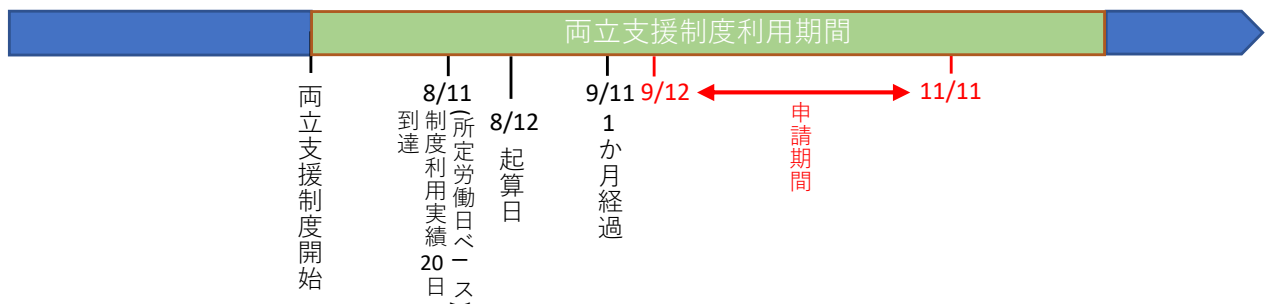 両立支援制度利用期間
両立支援制度開始
8/11
制度利用実績20日
到達
(所定労働日ベース)
8/12
起算日
9/11
1か月経過
9/12
11/11
申請期間